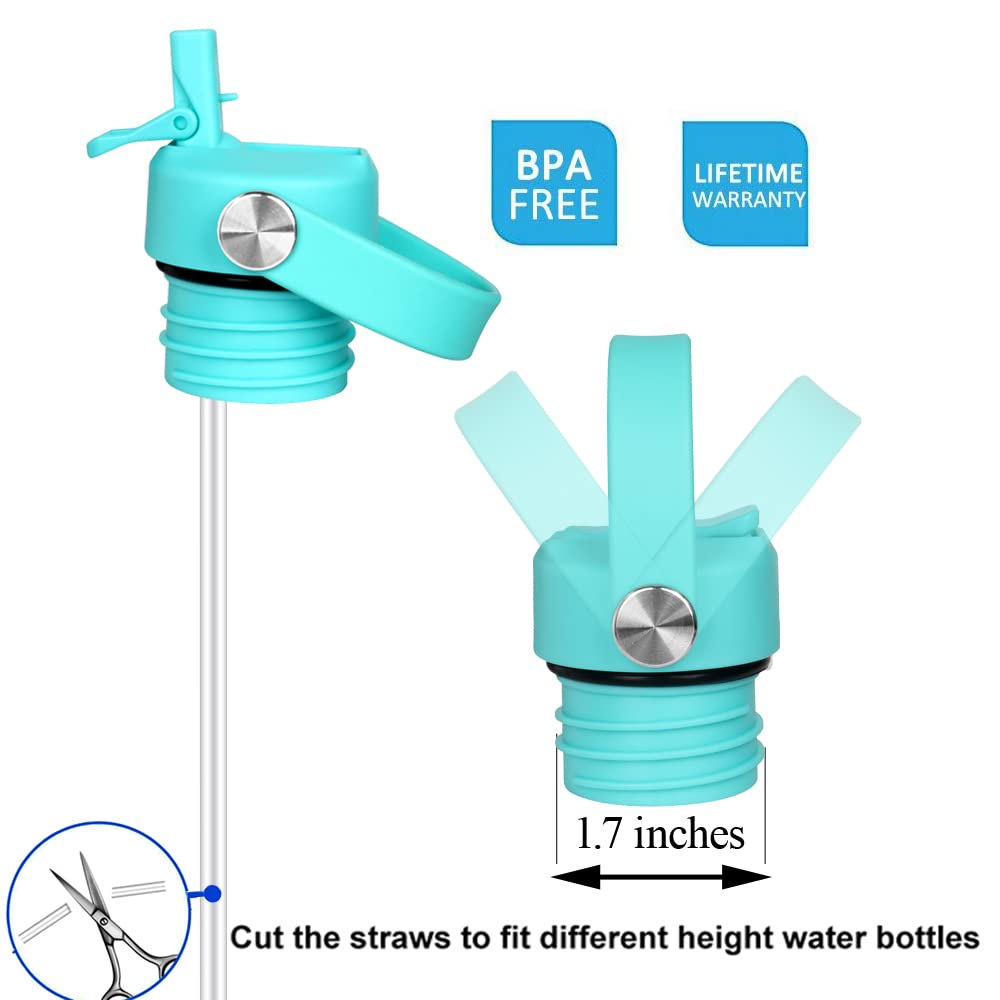 BPA
FREE
LIFETIME
WARRANTY
1.7 inches
Cut the straws to fit different height water bottles